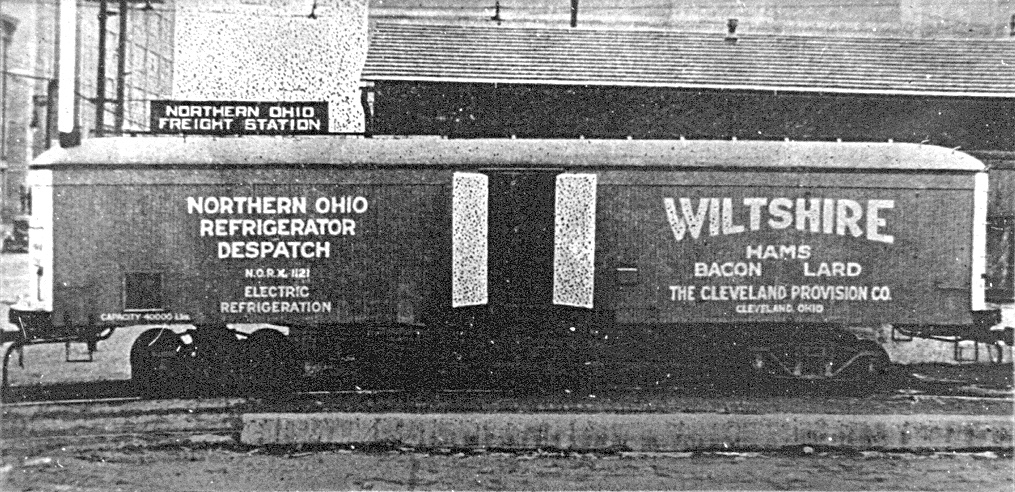 NORTHERN OHIO
FREIGHT STATION
NORTHERN OHIO
REFRIGERATOR
DESPATCH
N.O.R.X. 1121
ELECTRIC
REFRIGERATION
CAPACITY 40000 Lbs.
WILTSHIRE
HAMS
BACON LARD
THE CLEVELAND PROVISION CO.
CLEVELAND, OHIO